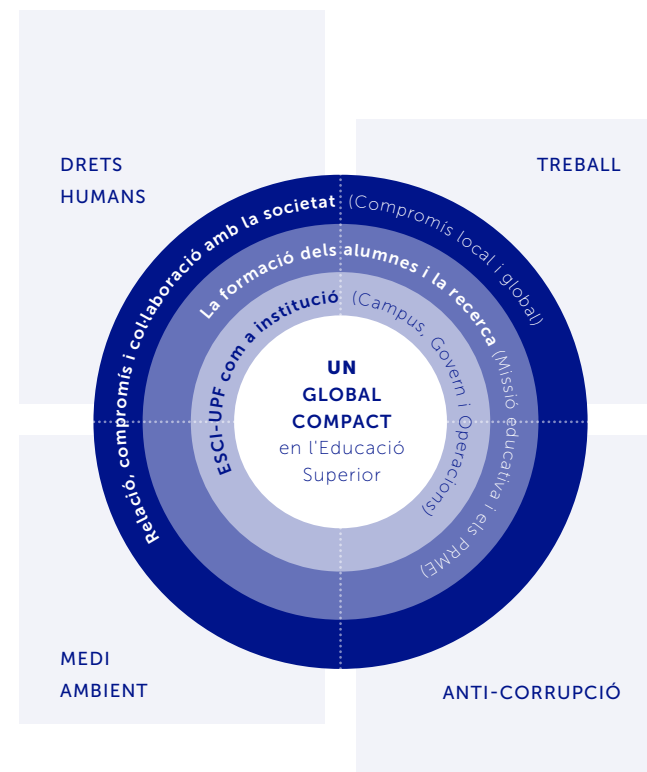 DRETS
HUMANS
TREBALL
Relació, compromís i col·laboració amb la societat (Compromís local i global)
La formació dels alumnes i la recerca (Missió educativa i els PRME)
ESCI-UPF com a institució (Campus, Govern i Operacions)
UN
GLOBAL
COMPACT
en l'Educació
Superior
MEDI
AMBIENT
ANTI-CORRUPCIÓ